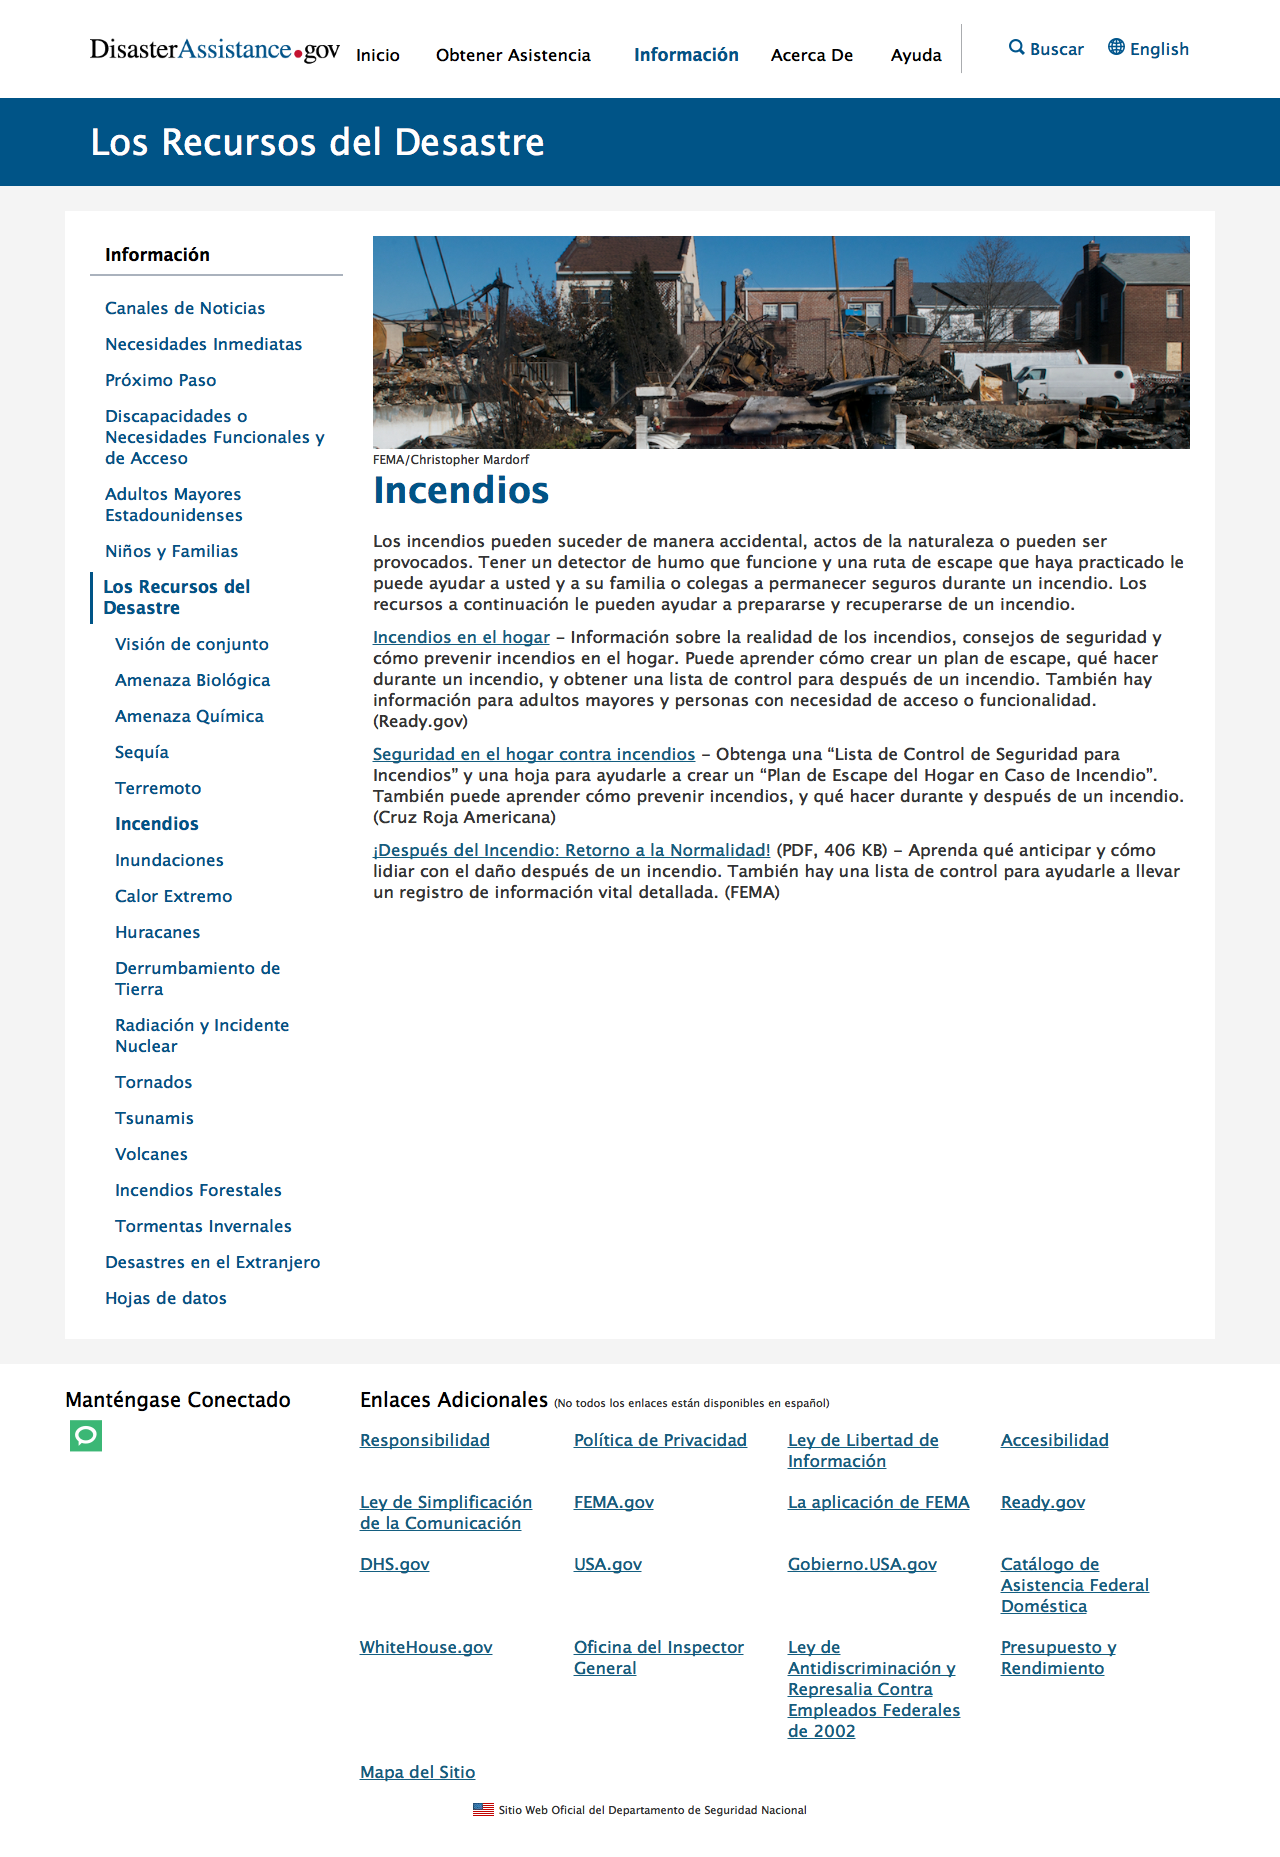 DisasterAssistance.gov
Inicio
Obtener Asistencia
Información
Acerca De
Ayuda
Buscar
English
Los Recursos del Desastre
Información
Canales de Noticias
Necesidades Inmediatas
Próximo Paso
Discapacidades o
Necesidades Funcionales y
de Acceso
Adultos Mayores
Estadounidenses
Niños y Familias
Los Recursos del
Desastre
Visión de conjunto
Amenaza Biológica
Amenaza Química
Sequía
Terremoto
Incendios
Inundaciones
Calor Extremo
Huracanes
Derrumbamiento de
Tierra
Radiación y Incidente
Nuclear
Tornados
Tsunamis
Volcanes
Incendios Forestales
Tormentas Invernales
Desastres en el Extranjero
Hojas de datos
FEMA/Christopher Mardorf
Incendios
Los incendios pueden suceder de manera accidental, actos de la naturaleza o pueden ser
provocados. Tener un detector de humo que funcione y una ruta de escape que haya practicado le
puede ayudar a usted y a su familia o colegas a permanecer seguros durante un incendio. Los
recursos a continuación le pueden ayudar a prepararse y recuperarse de un incendio.
Incendios en el hogar – Información sobre la realidad de los incendios, consejos de seguridad y
cómo prevenir incendios en el hogar. Puede aprender cómo crear un plan de escape, qué hacer
durante un incendio, y obtener una lista de control para después de un incendio. También hay
información para adultos mayores y personas con necesidad de acceso o funcionalidad.
(Ready.gov)
Seguridad en el hogar contra incendios – Obtenga una “Lista de Control de Seguridad para
Incendios” y una hoja para ayudarle a crear un “Plan de Escape del Hogar en Caso de Incendio”.
También puede aprender cómo prevenir incendios, y qué hacer durante y después de un incendio.
(Cruz Roja Americana)
¡Después del Incendio: Retorno a la Normalidad! (PDF, 406 KB) – Aprenda qué anticipar y cómo
lidiar con el daño después de un incendio. También hay una lista de control para ayudarle a llevar
un registro de información vital detallada. (FEMA)
Manténgase Conectado
Enlaces Adicionales (No todos los enlaces están disponibles en español)
Responsibilidad
Política de Privacidad
Ley de Libertad de
Información
Accesibilidad
Ley de Simplificación
de la Comunicación
FEMA.gov
La aplicación de FEMA
Ready.gov
DHS.gov
USA.gov
Gobierno.USA.gov
Catálogo de
Asistencia Federal
Doméstica
WhiteHouse.gov
Oficina del Inspector
General
Ley de
Antidiscriminación y
Represalia Contra
Empleados Federales
de 2002
Presupuesto y
Rendimiento
Mapa del Sitio
Sitio Web Oficial del Departamento de Seguridad Nacional